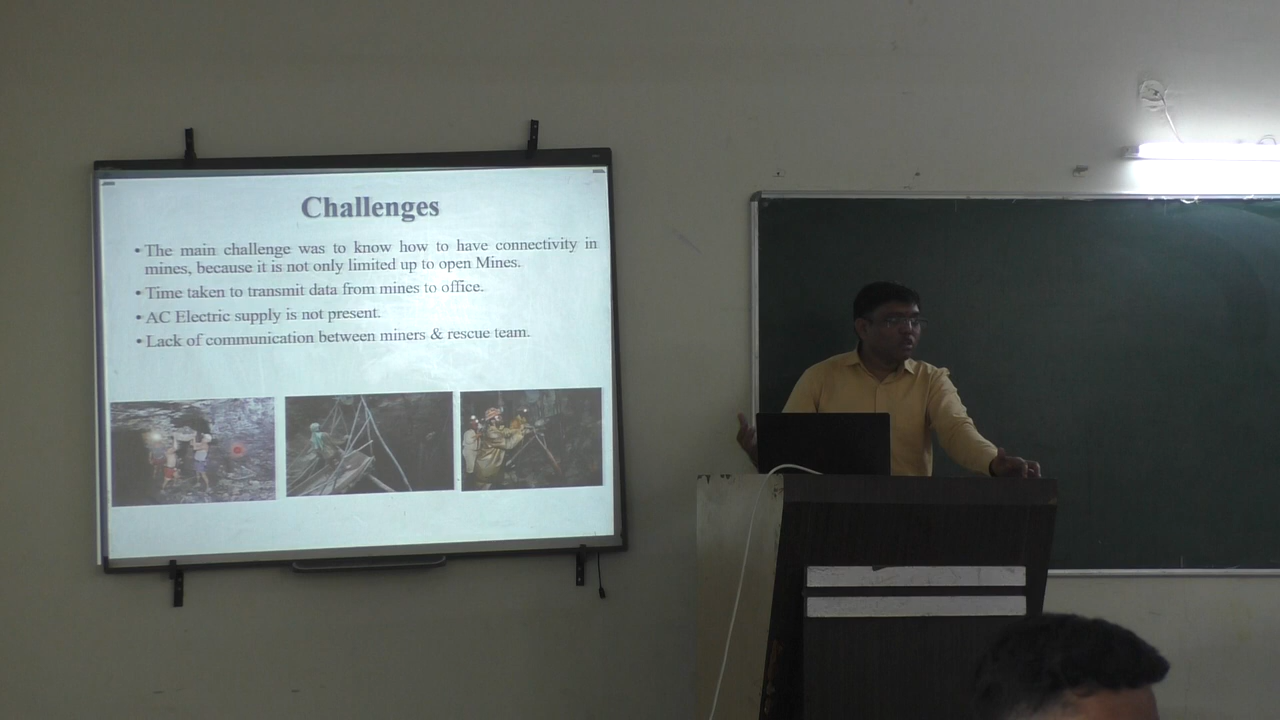 Challenges
• The main challenge was to know how to have connectivity in
mines, because it is not only limited up to open Mines.
• Time taken to transmit data from mines to office.
• AC Electric supply is not present.
• Lack of communication between miners & rescue team.